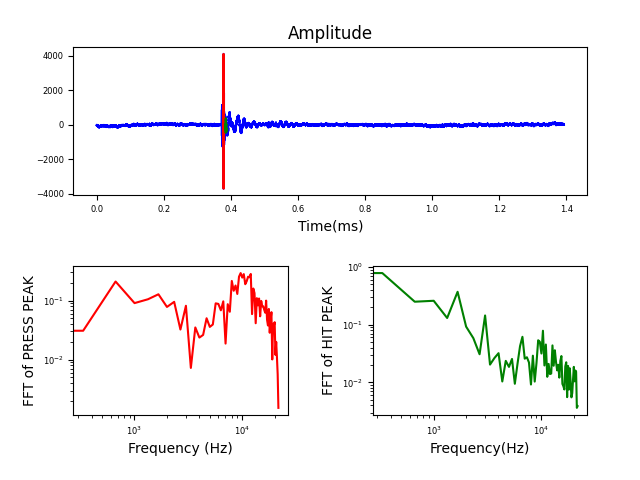 Amplitude
4000
2000
0
−2000
−4000
0.0 0.2 0.4 0.6 0.8 1.0 1.2 1.4
Time(ms)
FFT of PRESS PEAK
10⁻¹
10⁻²
10³ 10⁴
Frequency (Hz)
FFT of HIT PEAK
10⁰
10⁻¹
10⁻²
10³ 10⁴
Frequency(Hz)